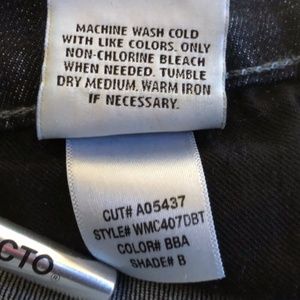 MACHINE WASH COLD
WITH LIKE COLORS. ONLY
NON-CHLORINE BLEACH
WHEN NEEDED. TUMBLE
DRY MEDIUM. WARM IRON
IF NECESSARY.
CUT# A05437
STYLE# WMC407DBT
COLOR# BBA
SHADE# B
CTO